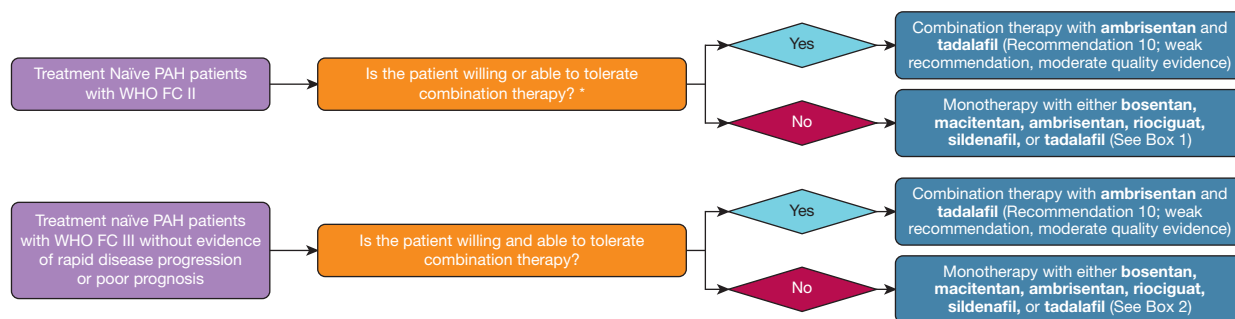 Treatment Naïve PAH patients
with WHO FC II
Is the patient willing or able to tolerate
combination therapy? *
Yes
Combination therapy with ambrisentan and
tadalafil (Recommendation 10; weak
recommendation, moderate quality evidence)
No
Monotherapy with either bosentan,
macitentan, ambrisentan, riociguat,
sildenafil, or tadalafil (See Box 1)
Treatment naïve PAH patients
with WHO FC III without evidence
of rapid disease progression
or poor prognosis
Is the patient willing and able to tolerate
combination therapy?
Yes
Combination therapy with ambrisentan and
tadalafil (Recommendation 10; weak
recommendation, moderate quality evidence)
No
Monotherapy with either bosentan,
macitentan, ambrisentan, riociguat,
sildenafil, or tadalafil (See Box 2)